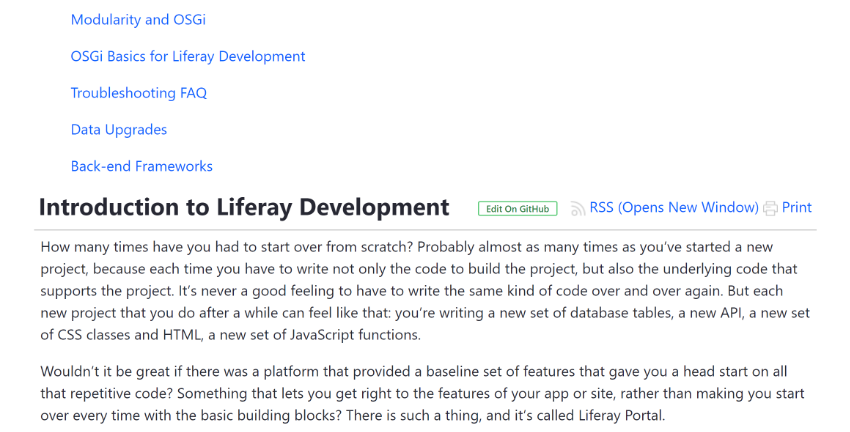 Modularity and OSGi
OSGi Basics for Liferay Development
Troubleshooting FAQ
Data Upgrades
Back-end Frameworks
Introduction to Liferay Development Edit On GitHub RSS (Opens New Window) Print
How many times have you had to start over from scratch? Probably almost as many times as you’ve started a new
project, because each time you have to write not only the code to build the project, but also the underlying code that
supports the project. It’s never a good feeling to have to write the same kind of code over and over again. But each
new project that you do after a while can feel like that: you’re writing a new set of database tables, a new API, a new set
of CSS classes and HTML, a new set of JavaScript functions.
Wouldn’t it be great if there was a platform that provided a baseline set of features that gave you a head start on all
that repetitive code? Something that lets you get right to the features of your app or site, rather than making you start
over every time with the basic building blocks? There is such a thing, and it’s called Liferay Portal.